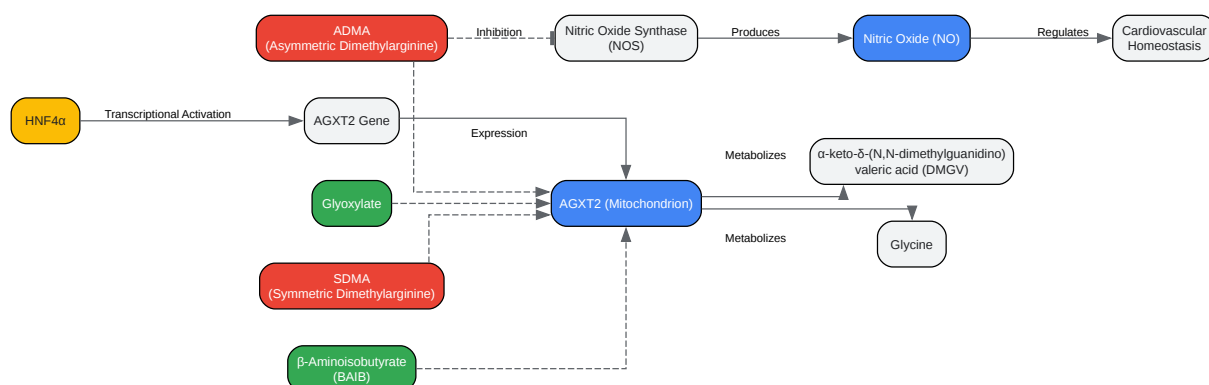 ADMA
(Asymmetric Dimethylarginine)
Inhibition
Nitric Oxide Synthase
(NOS)
Produces
Nitric Oxide (NO)
Regulates
Cardiovascular
Homeostasis
HNF4α
Transcriptional Activation
AGXT2 Gene
Expression
Metabolizes
α-keto-δ-(N,N-dimethylguanidino)
valeric acid (DMGV)
Glyoxylate
AGXT2 (Mitochondrion)
Metabolizes
Glycine
SDMA
(Symmetric Dimethylarginine)
β-Aminoisobutyrate
(BAIB)